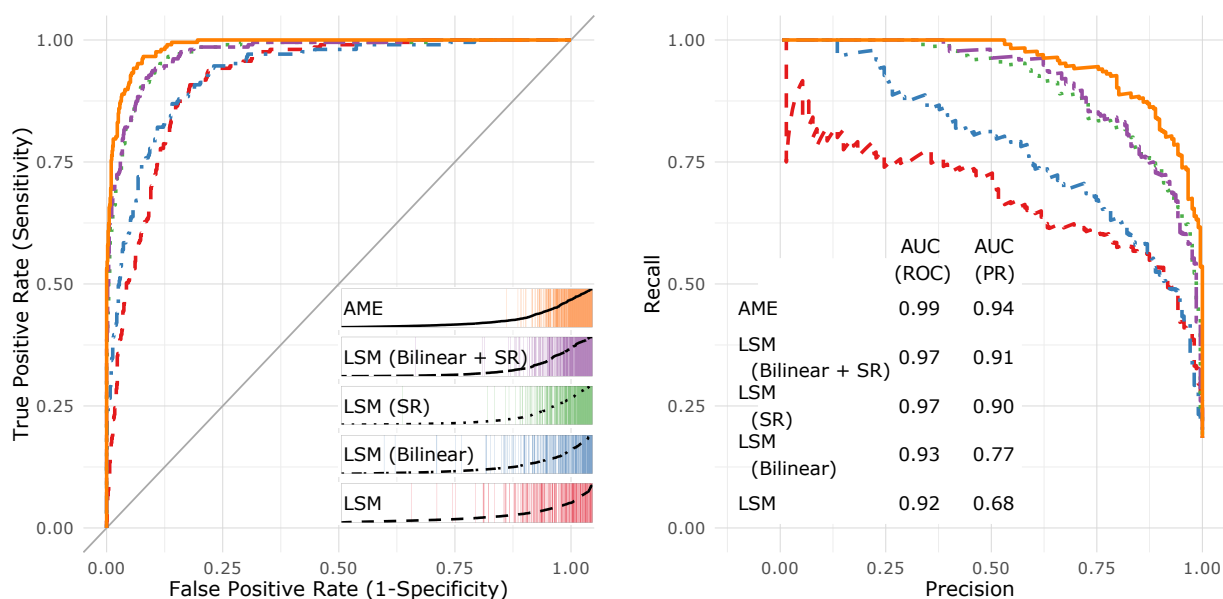 1.00
0.75
0.50
0.25
0.00
True Positive Rate (Sensitivity)
AME
LSM (Bilinear + SR)
LSM (SR)
LSM (Bilinear)
LSM
0.00 0.25 0.50 0.75 1.00
False Positive Rate (1-Specificity)
1.00
0.75
0.50
0.25
0.00
Recall
AUC AUC
(ROC) (PR)
AME 0.99 0.94
LSM
(Bilinear + SR) 0.97 0.91
LSM
(SR) 0.97 0.90
LSM
(Bilinear) 0.93 0.77
LSM 0.92 0.68
0.00 0.25 0.50 0.75 1.00
Precision